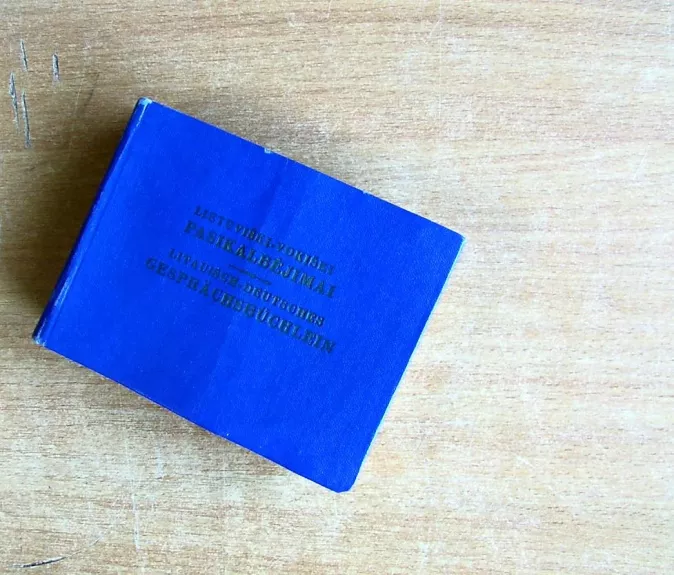 LIETUVIŠKI-VOKIŠKI
PASIKALBĖJIMAI
LITAUISCH-DEUTSCHES
GESPRÄCHSBÜCHLEIN